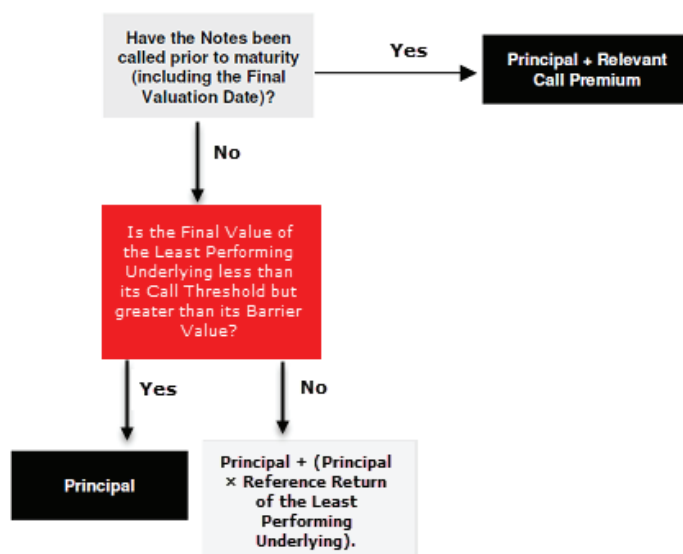 Have the Notes been
called prior to maturity
(including the Final
Valuation Date)?
Yes
Principal + Relevant
Call Premium
No
Is the Final Value of
the Least Performing
Underlying less than
its Call Threshold but
greater than its Barrier
Value?
Yes
No
Principal
Principal + (Principal
× Reference Return
of the Least
Performing
Underlying).